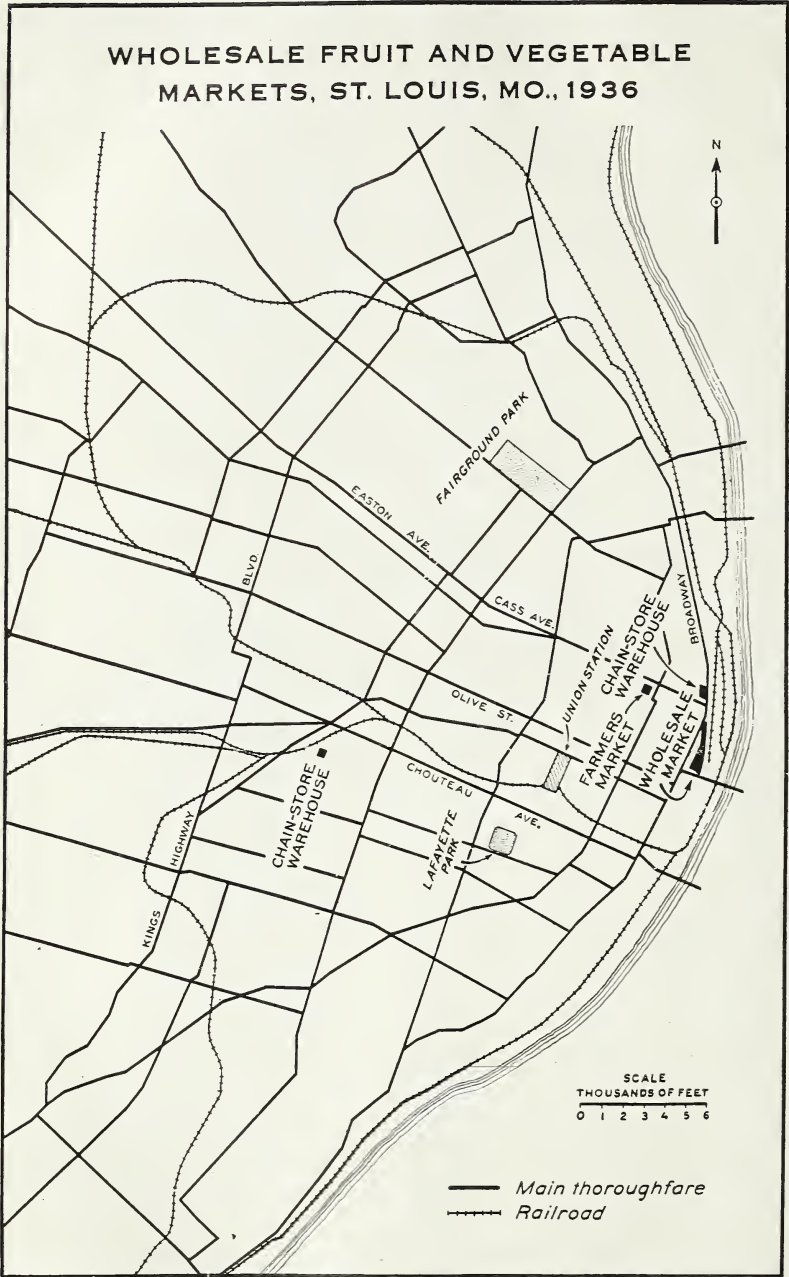 WHOLESALE FRUIT AND VEGETABLE
MARKETS, ST. LOUIS, MO., 1936
N
FAIRGROUND PARK
EASTON AVE.
BLVD.
CASS AVE.
BROADWAY
CHAIN-STORE
WAREHOUSE
UNION STATION
OLIVE ST.
FARMERS
MARKET
WHOLESALE
MARKET
CHOUTEAU AVE.
CHAIN-STORE
WAREHOUSE
LAFAYETTE
PARK
HIGHWAY
KINGS
SCALE
THOUSANDS OF FEET
0 1 2 3 4 5 6
Main thoroughfare
Railroad